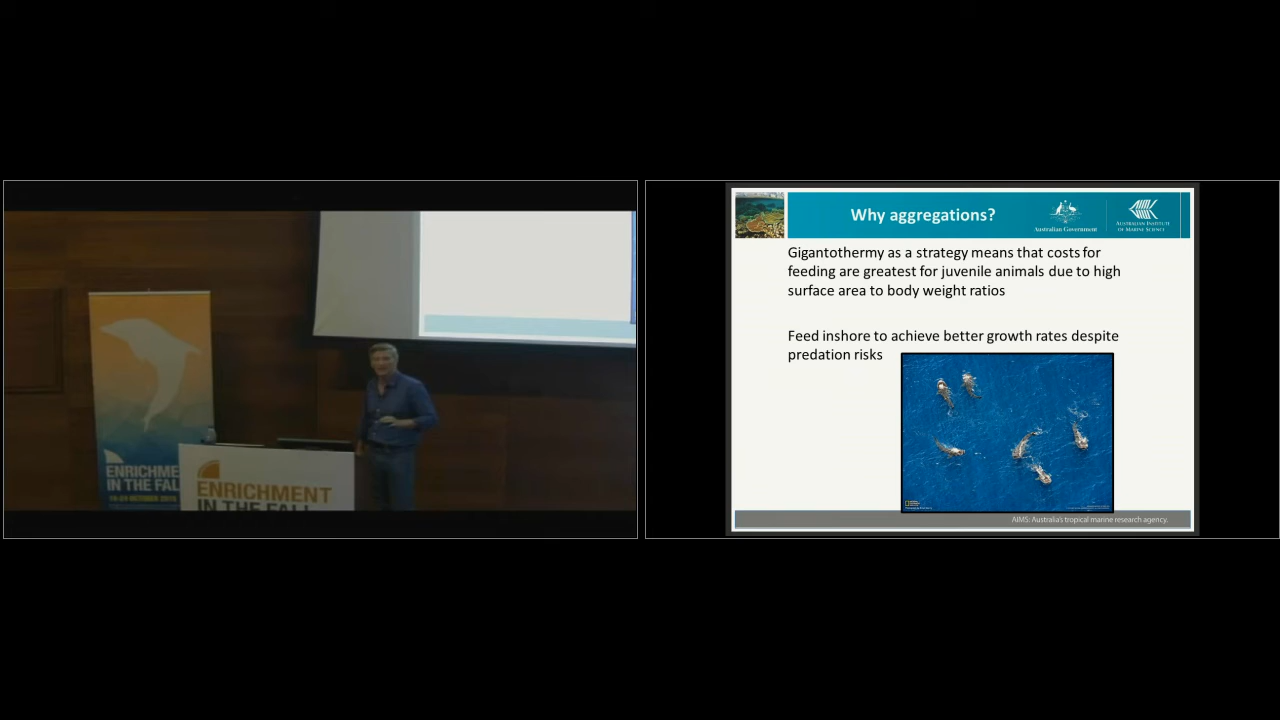 ENRICHME
IN THE FAL
ENRICHMENT
IN THE FALL
Why aggregations?
Australian Government
AUSTRALIAN INSTITUTE
OF MARINE SCIENCE
Gigantothermy as a strategy means that costs for
feeding are greatest for juvenile animals due to high
surface area to body weight ratios
Feed inshore to achieve better growth rates despite
predation risks
AIMS: Australia's tropical marine research agency.